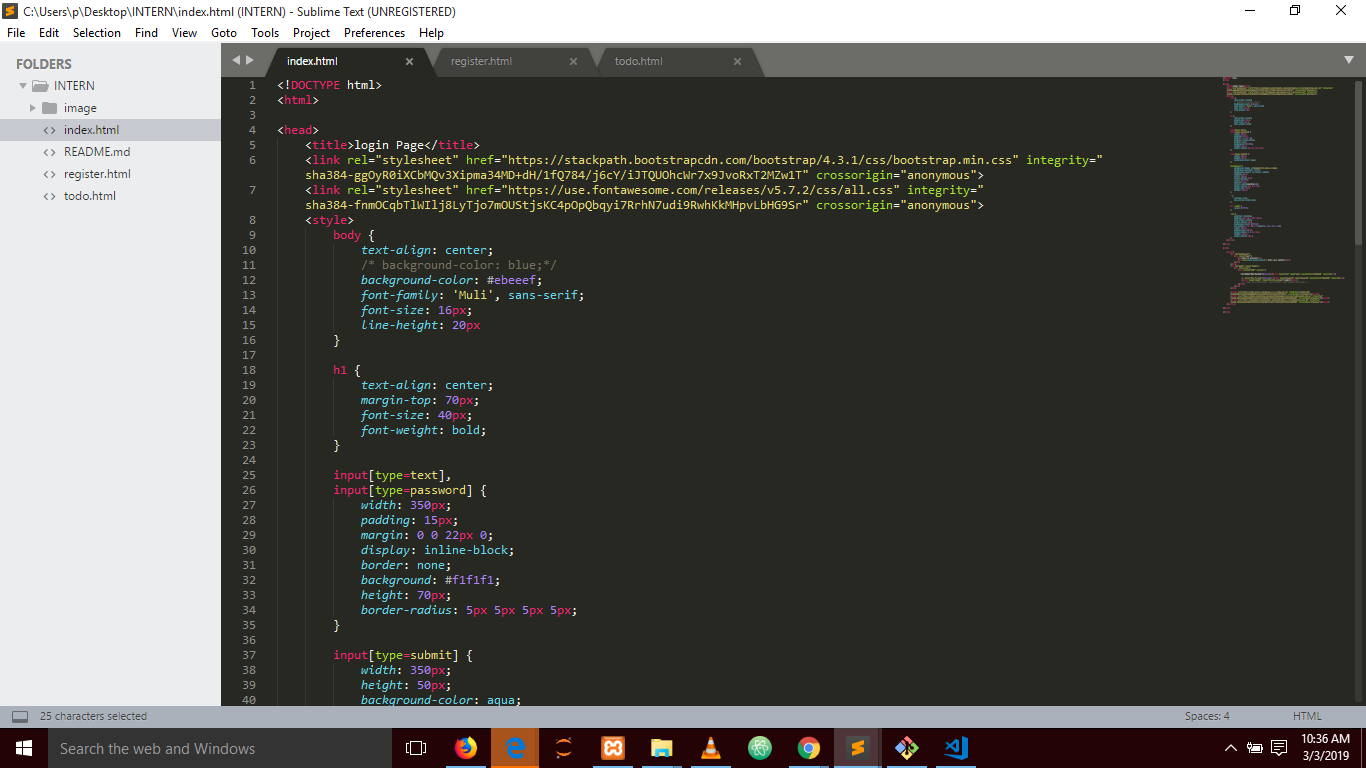 C:\Users\p\Desktop\INTERN\index.html (INTERN) - Sublime Text (UNREGISTERED)
File Edit Selection Find View Goto Tools Project Preferences Help
FOLDERS
INTERN
image
index.html
README.md
register.html
todo.html
index.html register.html todo.html
1 <!DOCTYPE html>
2 <html>
3
4 <head>
5 <title>login Page</title>
6 <link rel="stylesheet" href="https://stackpath.bootstrapcdn.com/bootstrap/4.3.1/css/bootstrap.min.css" integrity="
sha384-ggOyR0iXCbMQv3Xipma34MD+dH/1fQ784/j6cY/iJTQUOhcWr7x9JvoRxT2MZw1T" crossorigin="anonymous">
7 <link rel="stylesheet" href="https://use.fontawesome.com/releases/v5.7.2/css/all.css" integrity="
sha384-fnmOCqbTlWIlj8LyTjo7mOUStjsKC4pOpQbqyi7RrhN7udi9RwhKkMHpvLbHG9Sr" crossorigin="anonymous">
8 <style>
9 body {
10 text-align: center;
11 /* background-color: blue;*/
12 background-color: #ebeeef;
13 font-family: 'Muli', sans-serif;
14 font-size: 16px;
15 line-height: 20px
16 }
17
18 h1 {
19 text-align: center;
20 margin-top: 70px;
21 font-size: 40px;
22 font-weight: bold;
23 }
24
25 input[type=text],
26 input[type=password] {
27 width: 350px;
28 padding: 15px;
29 margin: 0 0 22px 0;
30 display: inline-block;
31 border: none;
32 background: #f1f1f1;
33 height: 70px;
34 border-radius: 5px 5px 5px 5px;
35 }
36
37 input[type=submit] {
38 width: 350px;
39 height: 50px;
40 background-color: aqua;
25 characters selected Spaces: 4 HTML
Search the web and Windows
10:36 AM
3/3/2019